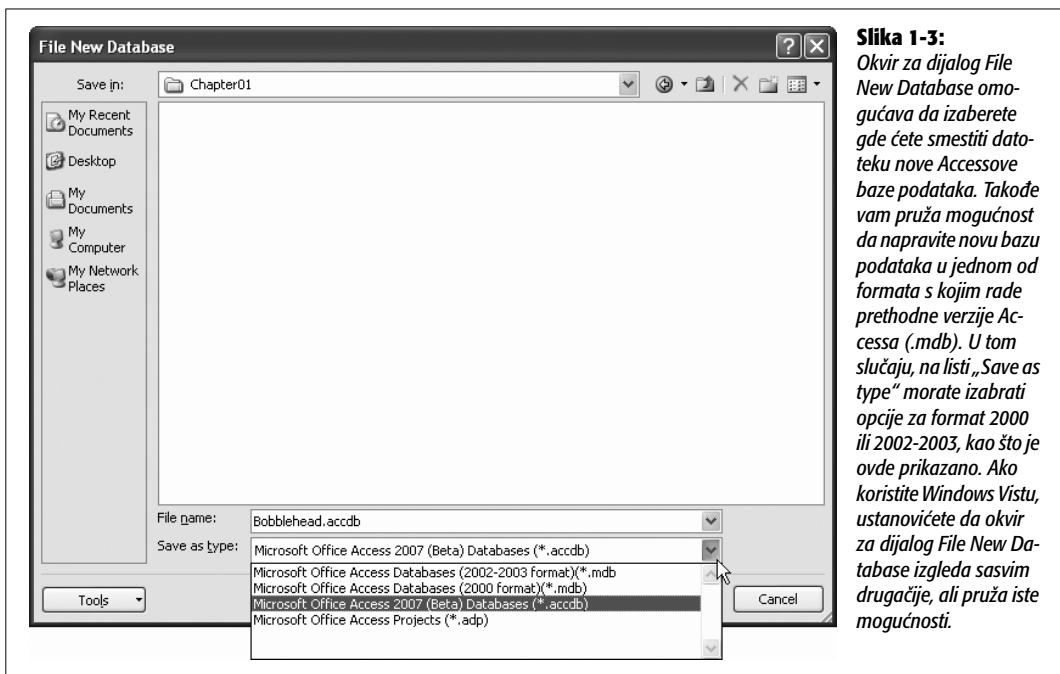 File New Database
Save in:
Chapter01
My Recent
Documents
Desktop
My
Documents
My
Computer
My Network
Places
File name:
Bobblehead.accdb
Save as type:
Microsoft Office Access 2007 (Beta) Databases (*.accdb)
Microsoft Office Access Databases (2002-2003 format)(*.mdb
Microsoft Office Access Databases (2000 format)(*.mdb)
Microsoft Office Access 2007 (Beta) Databases (*.accdb)
Microsoft Office Access Projects (*.adp)
Tools
Cancel
Slika 1-3:
Okvir za dijalog File
New Database omo-
gućava da izaberete
gde ćete smestiti dato-
teku nove Accessove
baze podataka. Takođe
vam pruža mogućnost
da napravite novu bazu
podataka u jednom od
formata s kojim rade
prethodne verzije Ac-
cessa (.mdb). U tom
slučaju, na listi „Save as
type“ morate izabrati
opcije za format 2000
ili 2002-2003, kao što je
ovde prikazano. Ako
koristite Windows Vistu,
ustanovićete da okvir
za dijalog File New Da-
tabase izgleda sasvim
drugačije, ali pruža iste
mogućnosti.